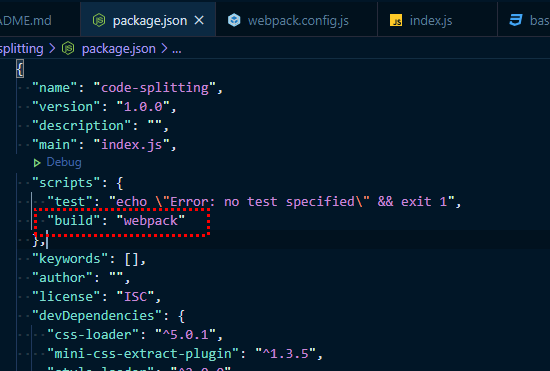 ADME.md
package.json
webpack.config.js
JS
index.js
bas
splitting > package.json > ...
{
"name": "code-splitting",
"version": "1.0.0",
"description": "",
"main": "index.js",
Debug
"scripts": {
"test": "echo \"Error: no test specified\" && exit 1",
"build": "webpack"
},
"keywords": [],
"author": "",
"license": "ISC",
"devDependencies": {
"css-loader": "^5.0.1",
"mini-css-extract-plugin": "^1.3.5",